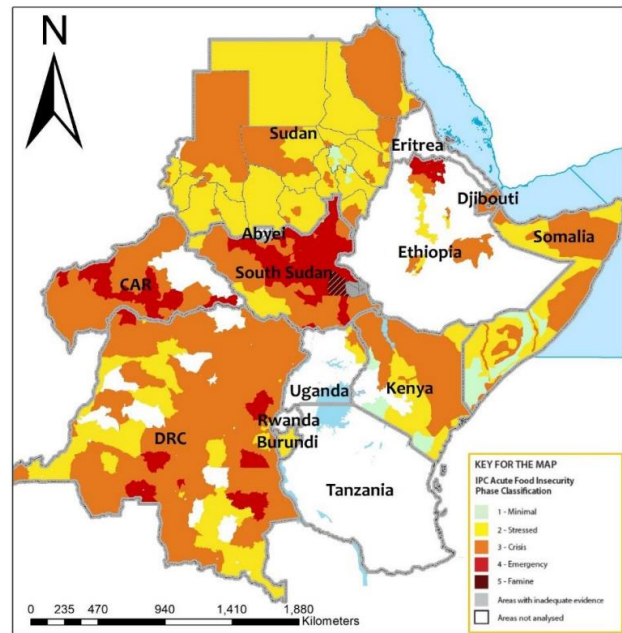 N
Sudan
Eritrea
Djibouti
Abyei
Ethiopia
Somalia
South Sudan
CAR
Uganda
Kenya
Rwanda
DRC
Burundi
Tanzania
KEY FOR THE MAP
IPC Acute Food Insecurity
Phase Classification
1 - Minimal
2 - Stressed
3 - Crisis
4 - Emergency
5 - Famine
Areas with inadequate evidence
Areas not analysed
0 235 470 940 1,410 1,880
Kilometers